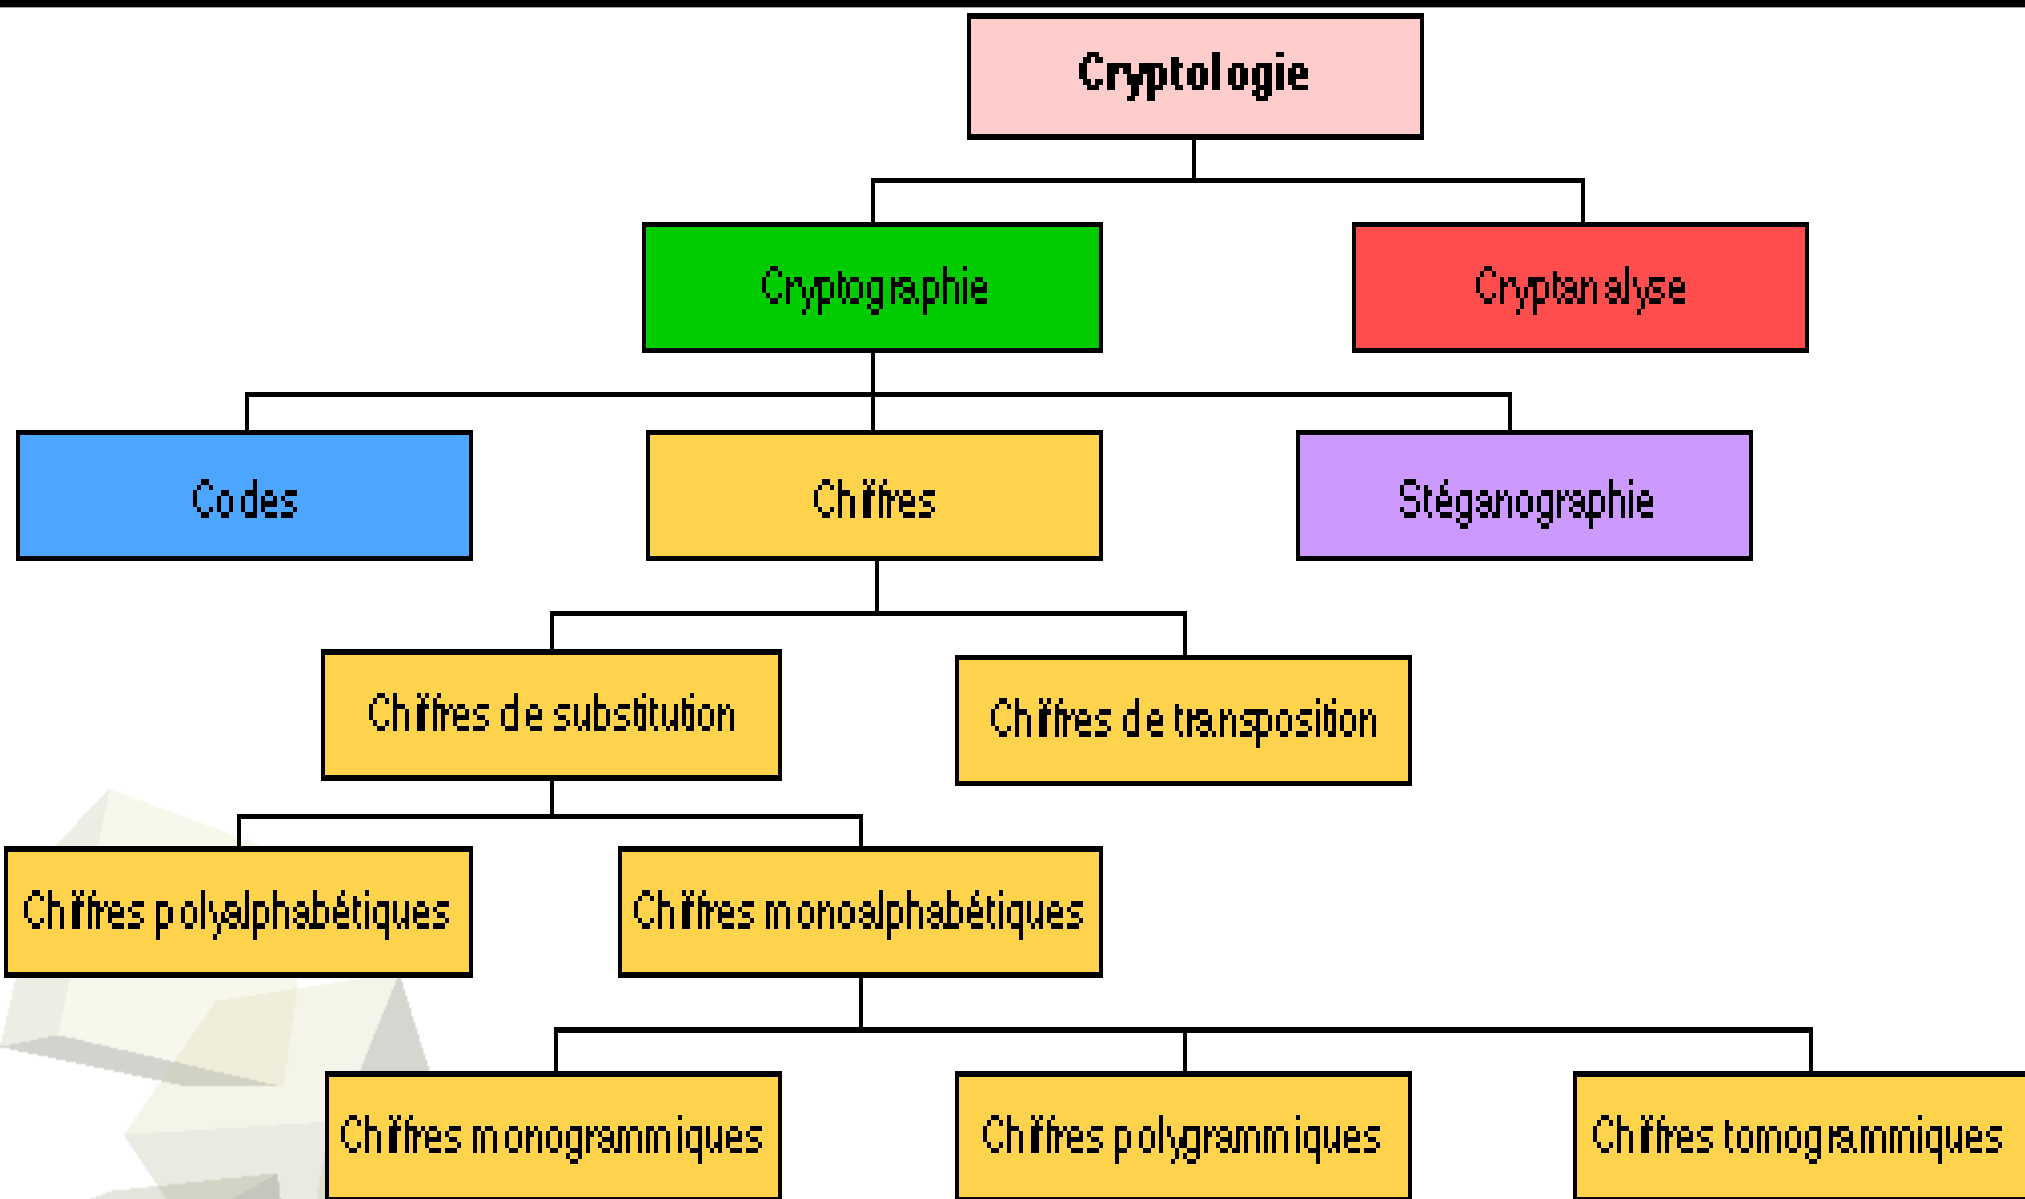 Cryptologie
Cryptographie
Cryptanalyse
Codes
Chiffres
Stéganographie
Chiffres de substitution
Chiffres de transposition
Chiffres polyalphabétiques
Chiffres monoalphabétiques
Chiffres monogrammiques
Chiffres polygrammiques
Chiffres tomogrammiques